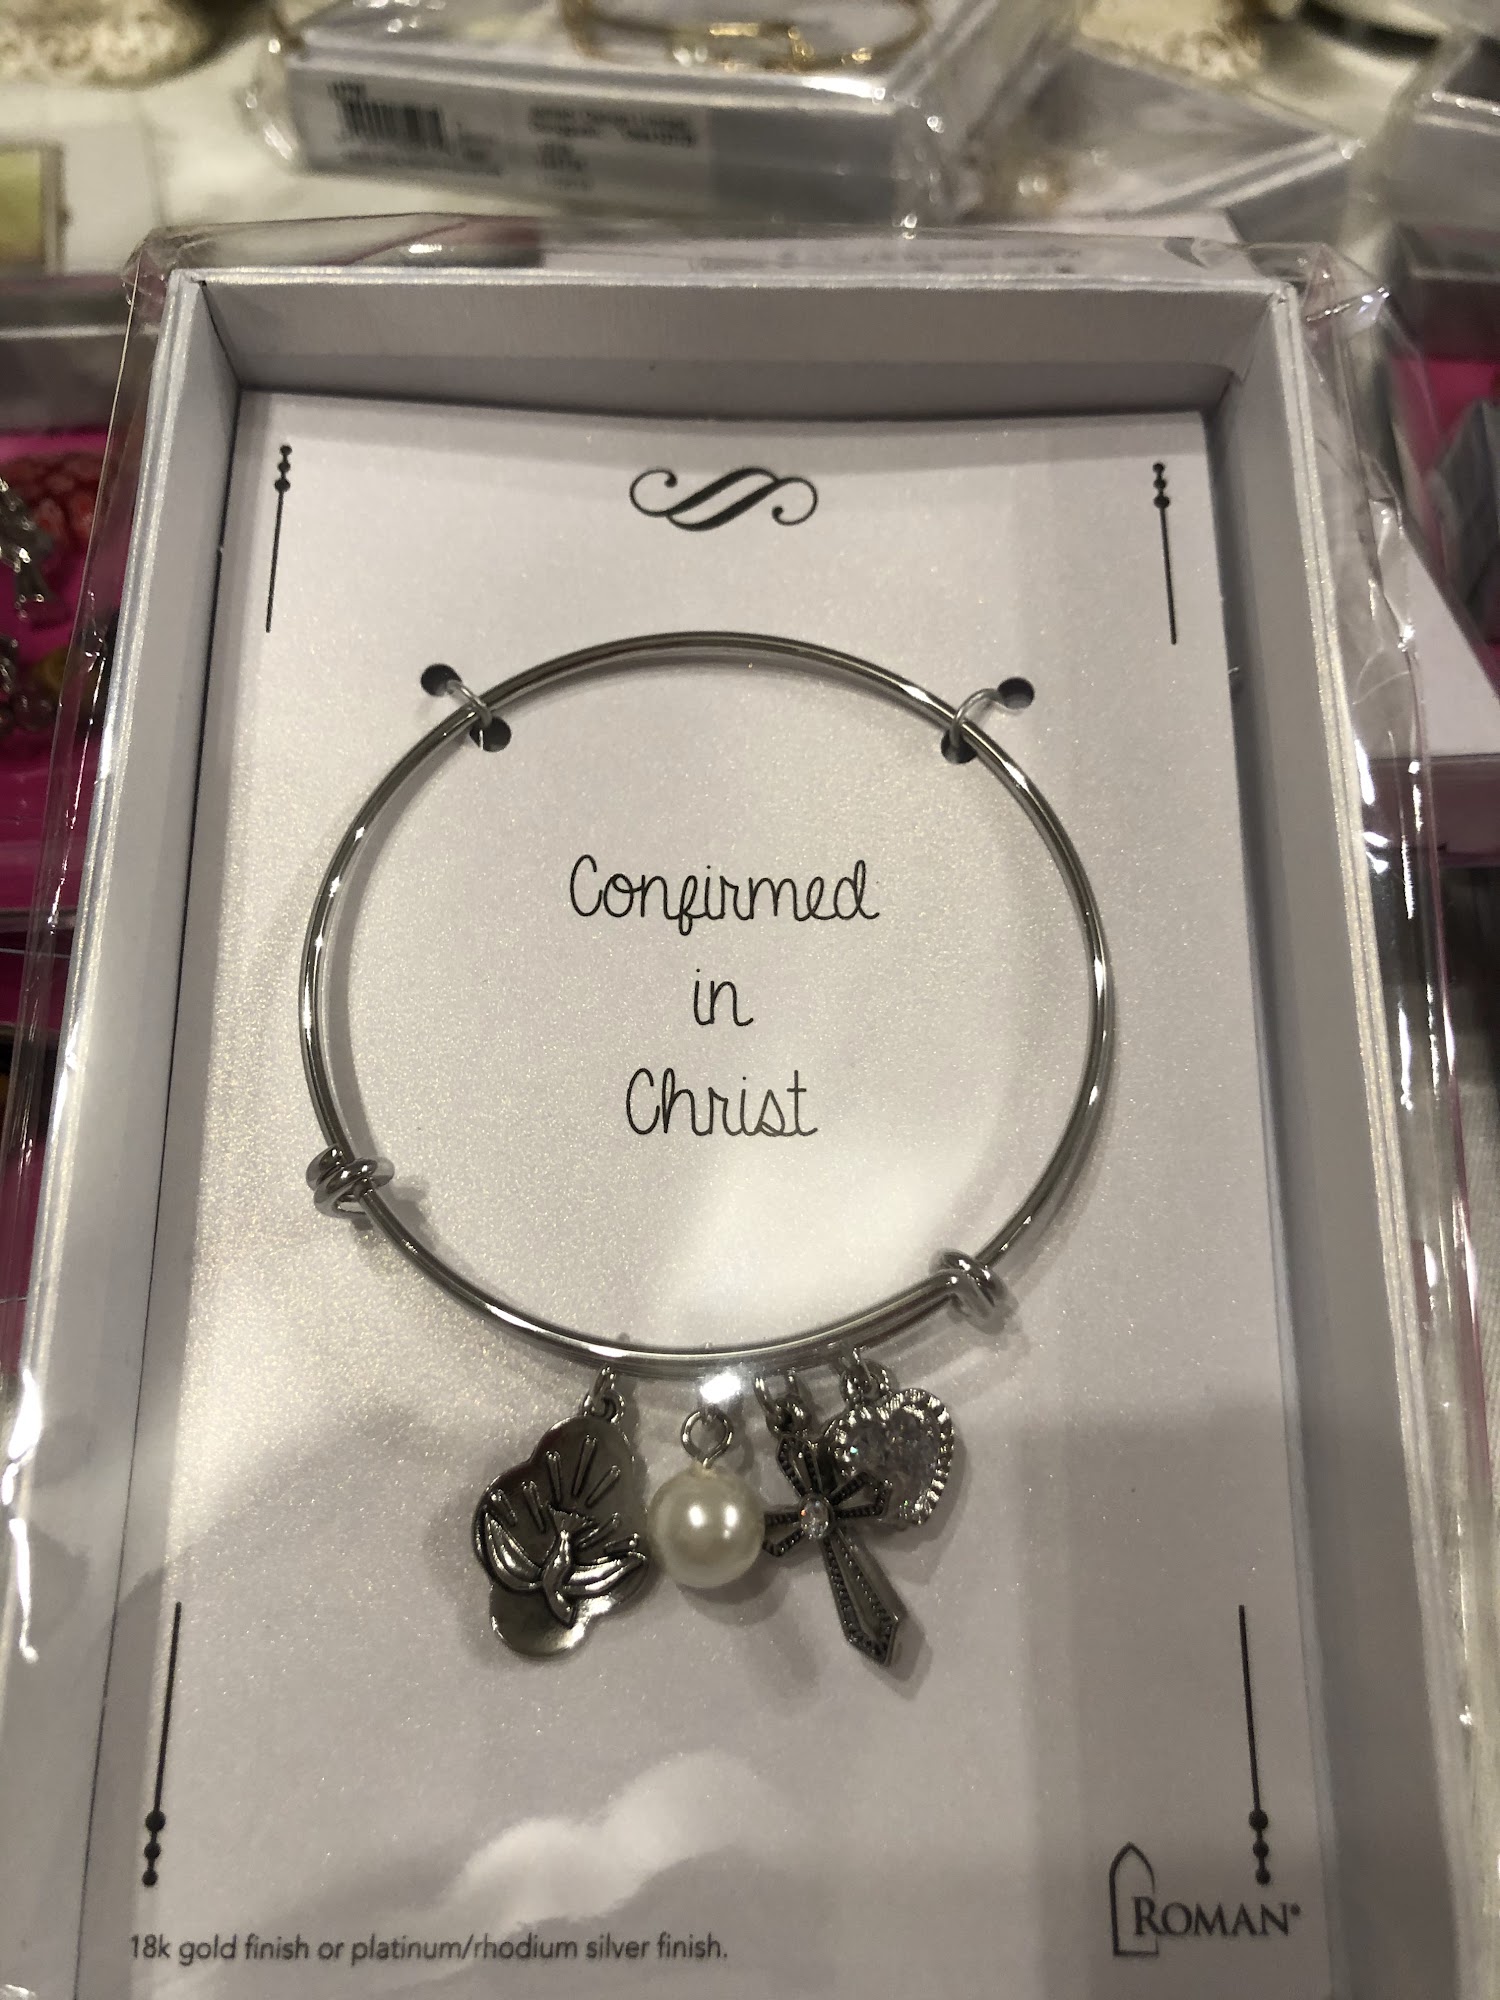 Confirmed
in
Christ
18k gold finish or platinum/rhodium silver finish.
ROMAN®